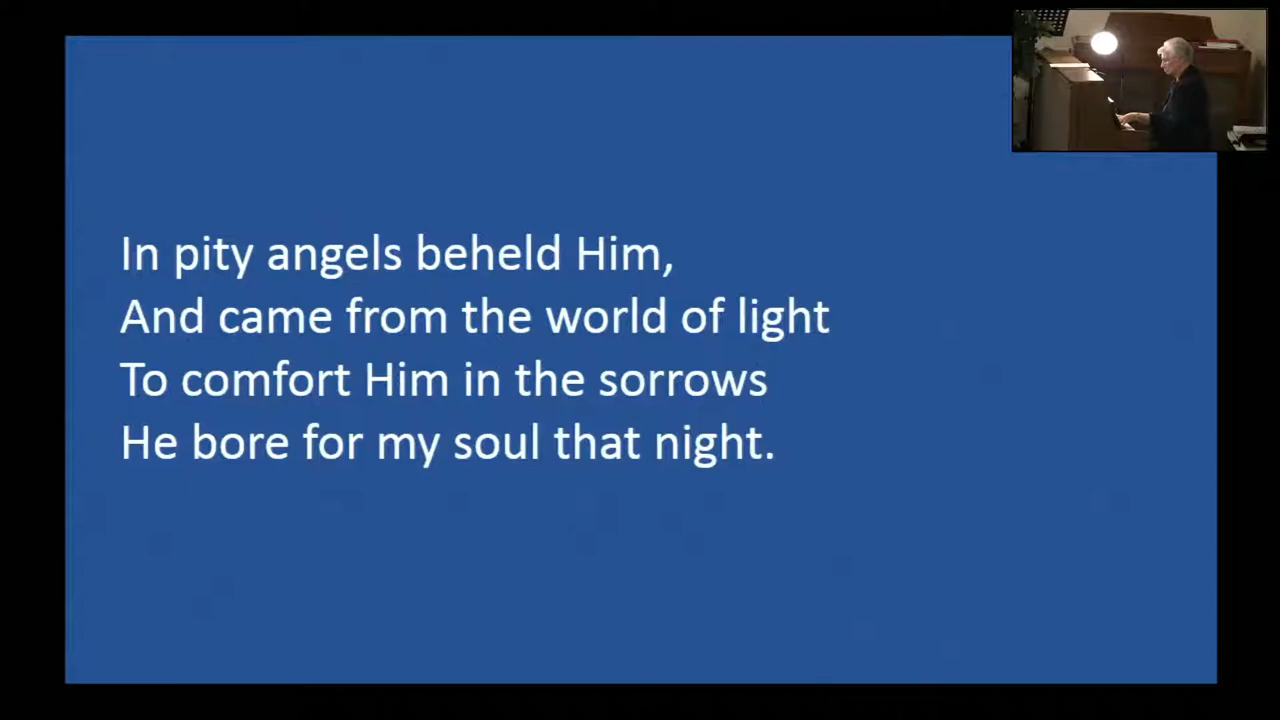 In pity angels beheld Him,
And came from the world of light
To comfort Him in the sorrows
He bore for my soul that night.